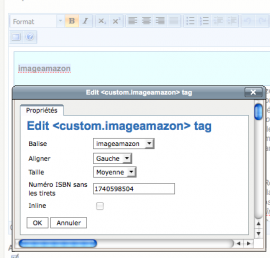 Format
B I
imageamazon
Edit <custom.imageamazon> tag
Propriétés
Edit <custom.imageamazon> tag
Balise imageamazon
Aligner Gauche
Taille Moyenne
Numéro ISBN sans
les tirets 1740598504
Inline
OK Annuler